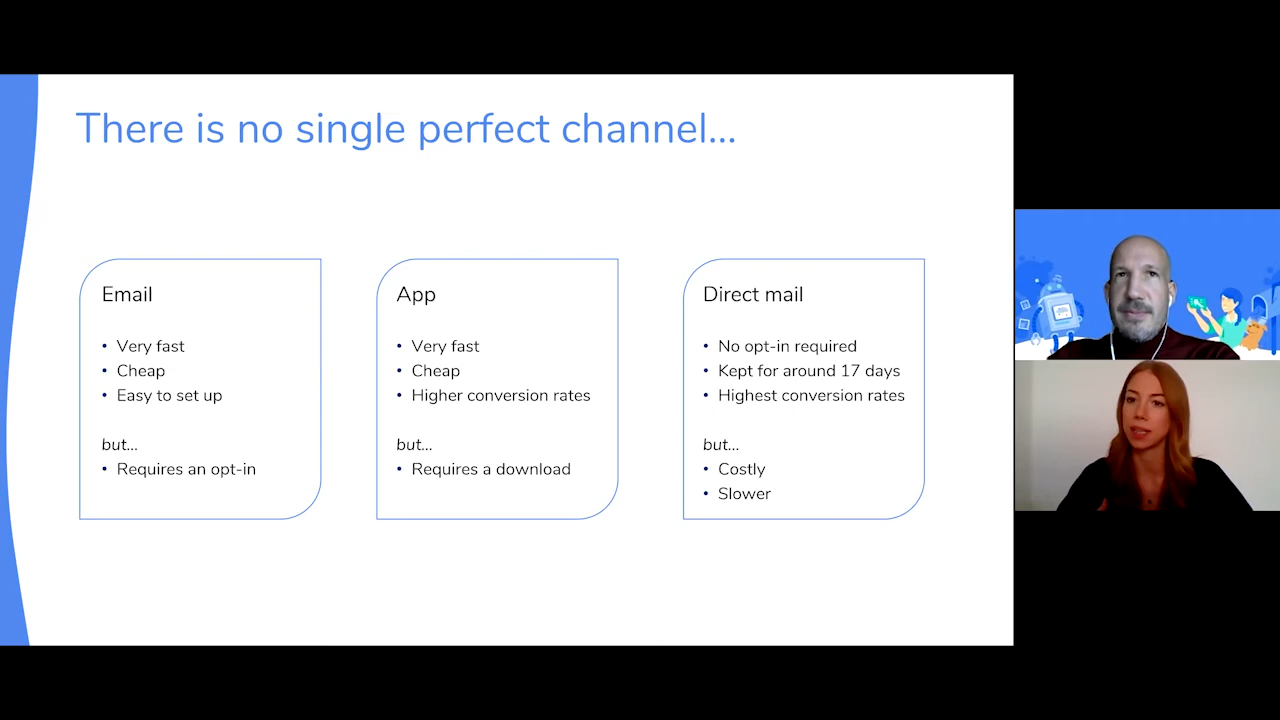 There is no single perfect channel...
Email
• Very fast
• Cheap
• Easy to set up
but...
• Requires an opt-in
App
• Very fast
• Cheap
• Higher conversion rates
but...
• Requires a download
Direct mail
• No opt-in required
• Kept for around 17 days
• Highest conversion rates
but...
• Costly
• Slower